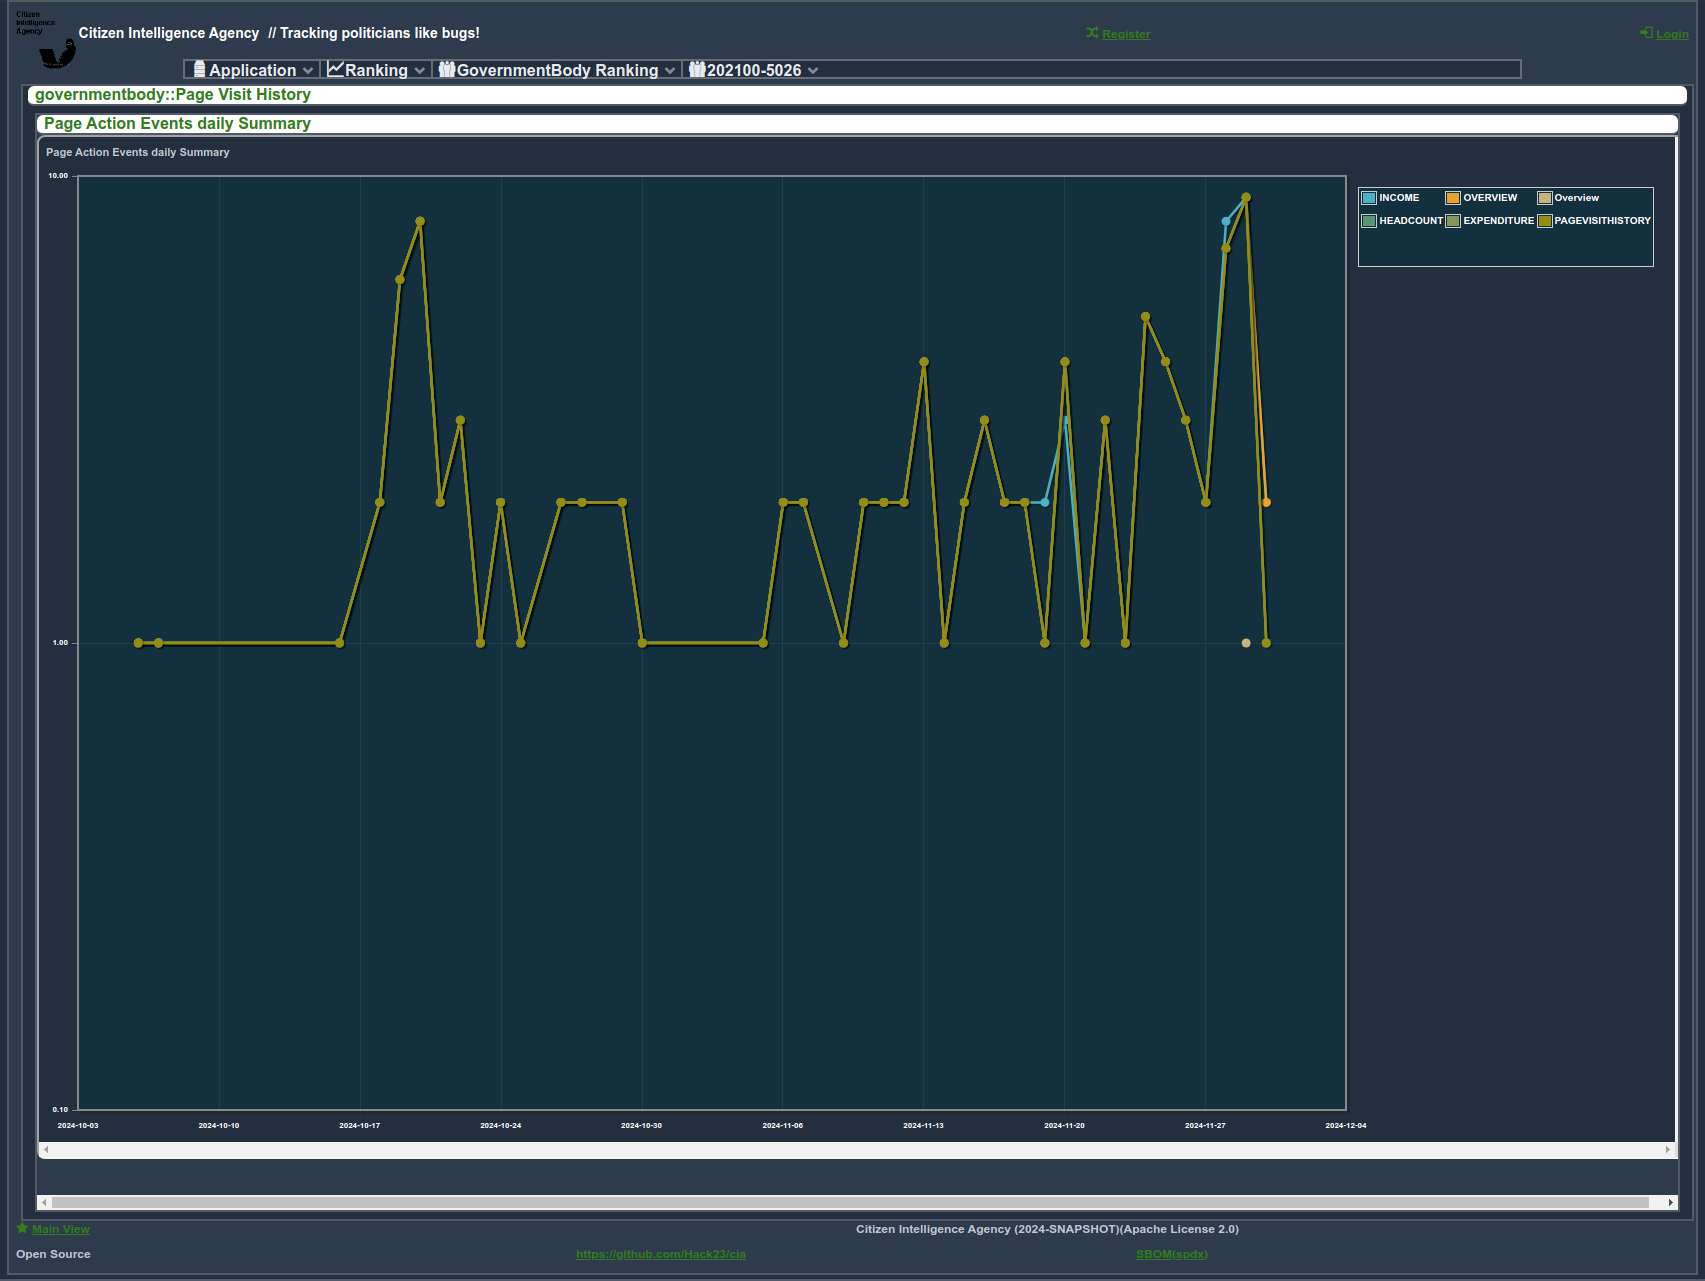 Citizen
Intelligence
Agency
Citizen Intelligence Agency // Tracking politicians like bugs!
Register
Login
Application
Ranking
GovernmentBody Ranking
202100-5026
governmentbody::Page Visit History
Page Action Events daily Summary
Page Action Events daily Summary
10.00
1.00
0.10
2024-10-03
2024-10-10
2024-10-17
2024-10-24
2024-10-30
2024-11-06
2024-11-13
2024-11-20
2024-11-27
2024-12-04
INCOME
OVERVIEW
Overview
HEADCOUNT
EXPENDITURE
PAGEVISITHISTORY
Main View
Citizen Intelligence Agency (2024-SNAPSHOT)(Apache License 2.0)
Open Source
https://github.com/Hack23/cia
SBOM(spdx)